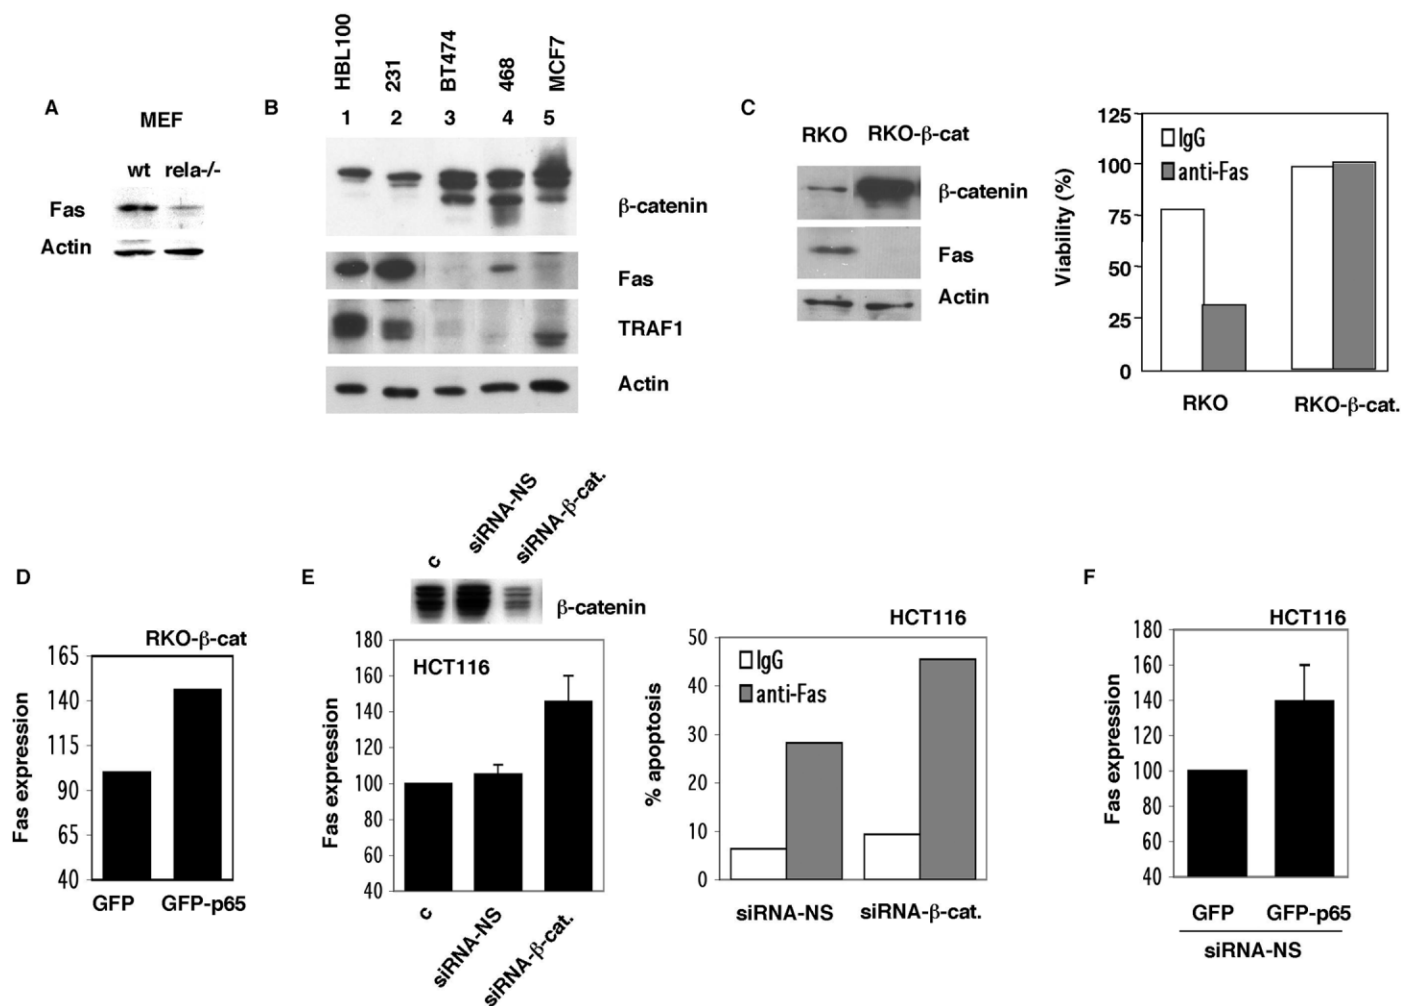 A
MEF
wt rela-/-
Fas
Actin
B
HBL100
231
BT474
468
MCF7
1 2 3 4 5
β-catenin
Fas
TRAF1
Actin
C
RKO RKO-β-cat
β-catenin
Fas
Actin
125
100
75
50
25
0
Viability (%)
IgG
anti-Fas
RKO RKO-β-cat.
D
RKO-β-cat
165
140
115
90
65
40
Fas expression
GFP GFP-p65
E
c
siRNA-NS
siRNA-β-cat.
β-catenin
HCT116
180
160
140
120
100
80
60
40
Fas expression
c
siRNA-NS
siRNA-β-cat.
HCT116
50
40
30
20
10
0
% apoptosis
IgG
anti-Fas
siRNA-NS siRNA-β-cat.
F
HCT116
180
160
140
120
100
80
60
40
Fas expression
GFP GFP-p65
siRNA-NS